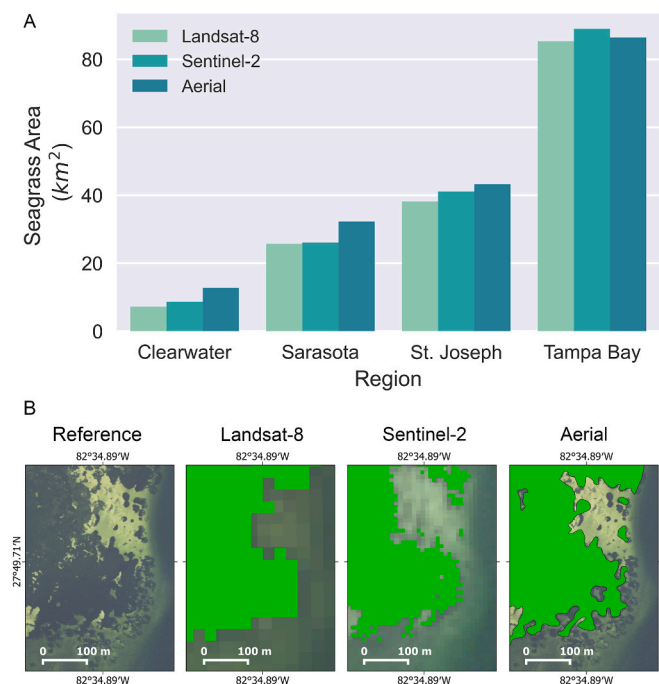 A
Landsat-8
Sentinel-2
Aerial
80
60
40
20
0
Seagrass Area
(km²)
Clearwater
Sarasota
St. Joseph
Tampa Bay
Region
B
Reference
Landsat-8
Sentinel-2
Aerial
82°34.89'W
82°34.89'W
82°34.89'W
82°34.89'W
27°49.71'N
0 100 m
0 100 m
0 100 m
0 100 m
82°34.89'W
82°34.89'W
82°34.89'W
82°34.89'W